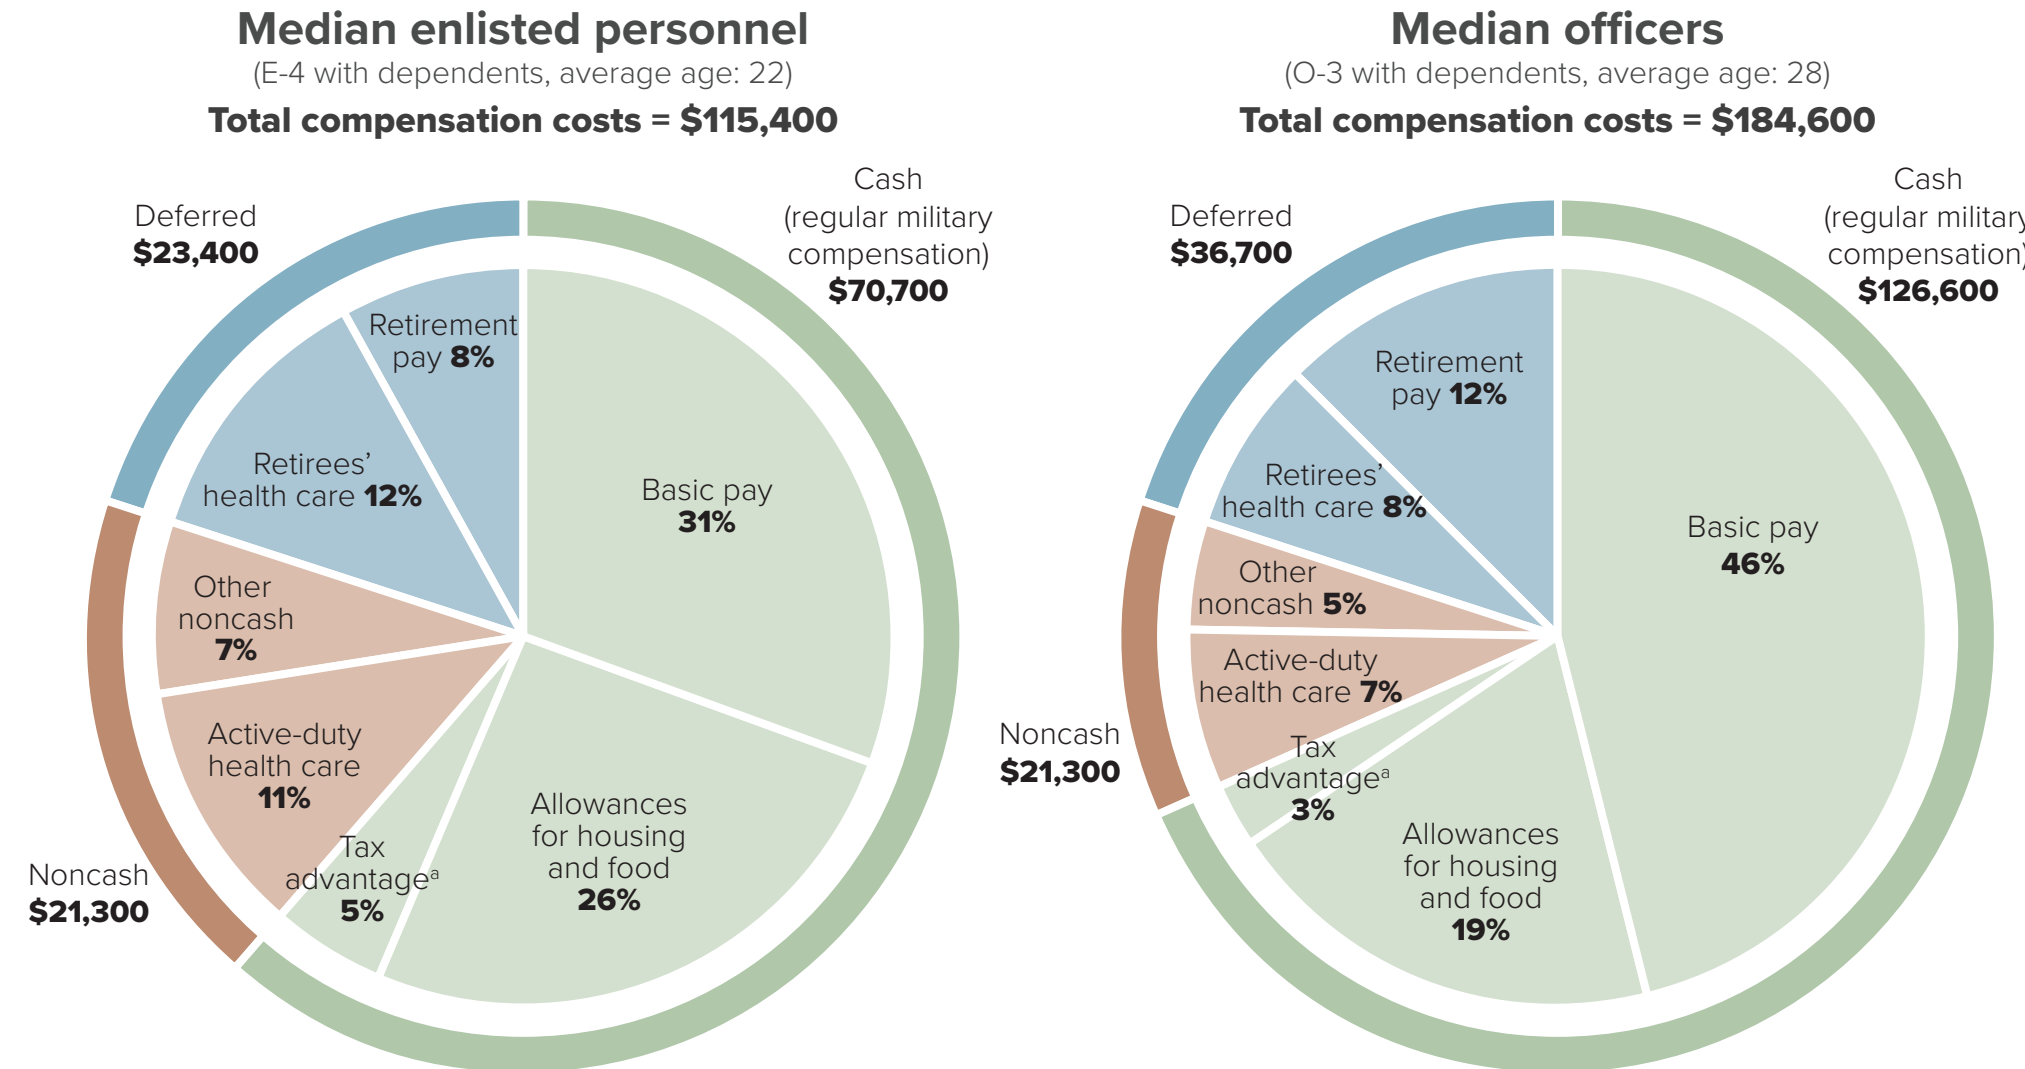 Median enlisted personnel
(E-4 with dependents, average age: 22)
Total compensation costs = $115,400
Deferred
$23,400
Cash
(regular military
compensation)
$70,700
Retirement
pay 8%
Retirees’
health care 12%
Basic pay
31%
Other
noncash
7%
Active-duty
health care
11%
Tax
advantageᵃ
5%
Allowances
for housing
and food
26%
Noncash
$21,300
Median officers
(O-3 with dependents, average age: 28)
Total compensation costs = $184,600
Deferred
$36,700
Cash
(regular military
compensation)
$126,600
Retirement
pay 12%
Retirees’
health care 8%
Basic pay
46%
Other
noncash 5%
Active-duty
health care 7%
Tax
advantageᵃ
3%
Allowances
for housing
and food
19%
Noncash
$21,300